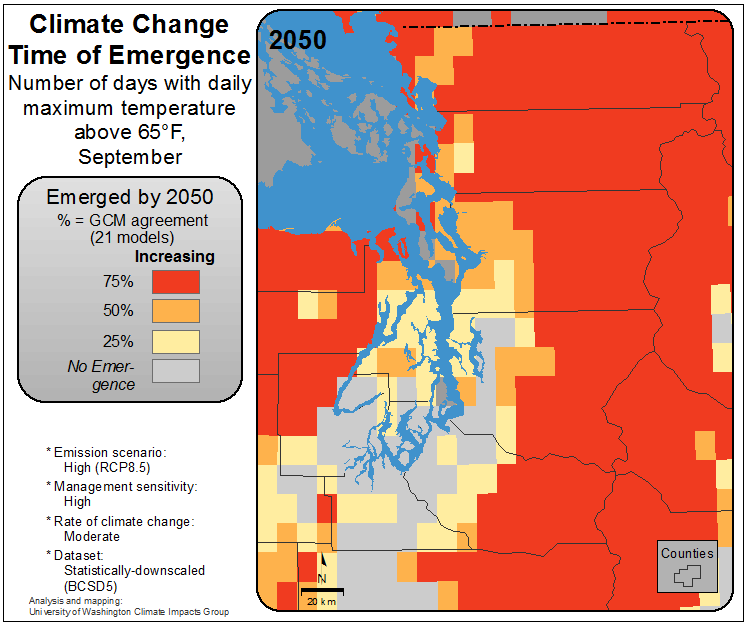 Climate Change
Time of Emergence
Number of days with daily
maximum temperature
above 65°F,
September
Emerged by 2050
% = GCM agreement
(21 models)
Increasing
75%
50%
25%
No Emer-
gence
* Emission scenario:
High (RCP8.5)
* Management sensitivity:
High
* Rate of climate change:
Moderate
* Dataset:
Statistically-downscaled
(BCSD5)
Analysis and mapping:
University of Washington Climate Impacts Group
2050
N
20 km
Counties